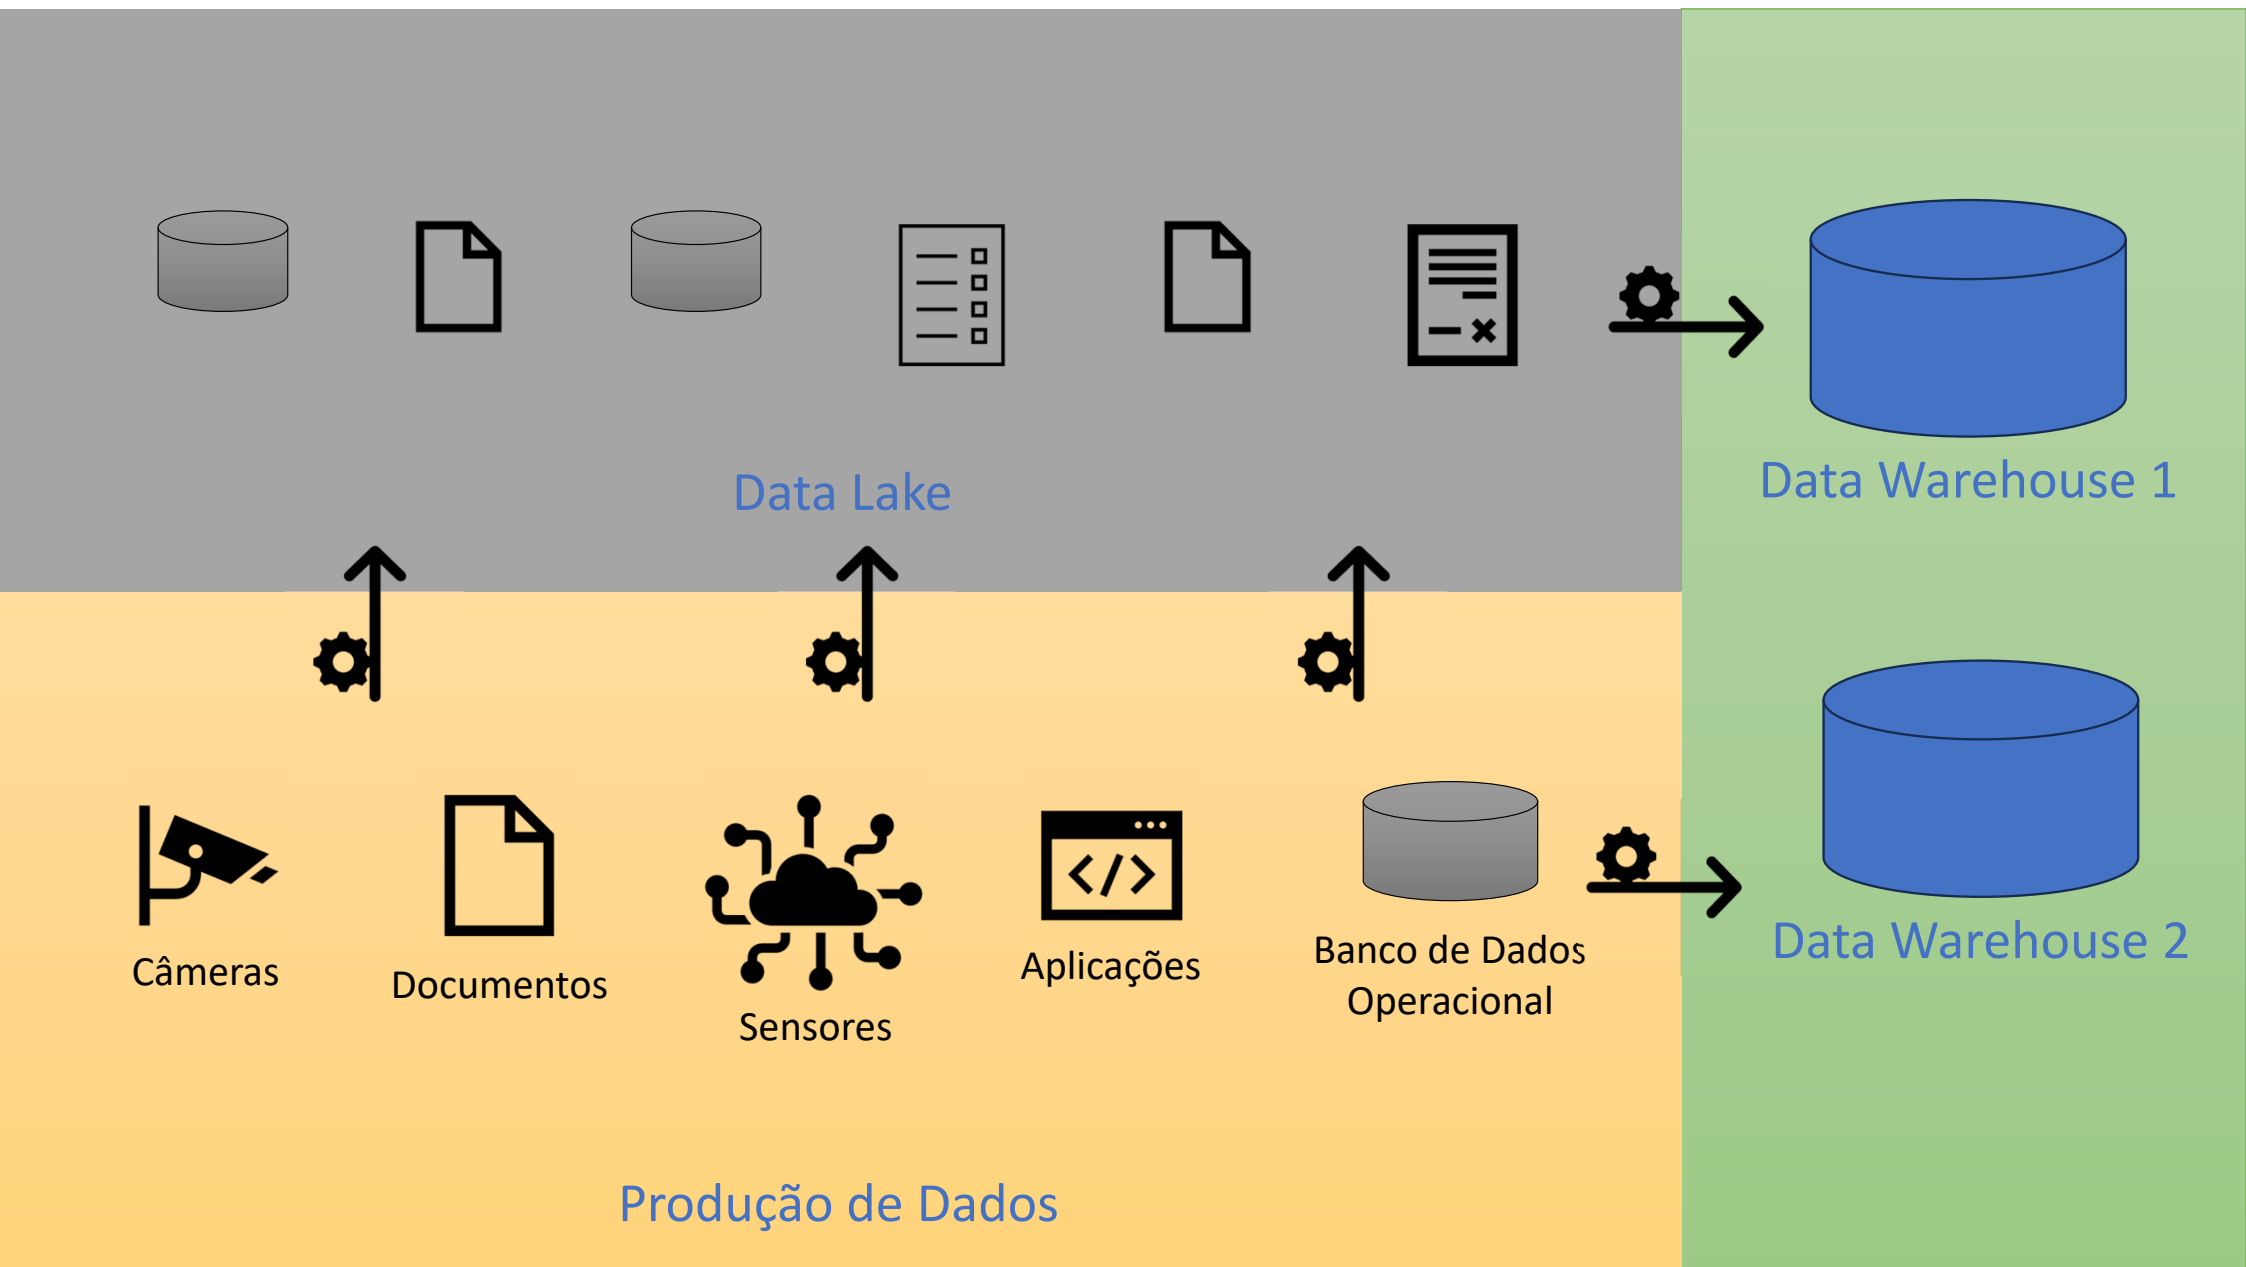 Data Lake
Data Warehouse 1
Câmeras
Documentos
Sensores
Aplicações
Banco de Dados
Operacional
Data Warehouse 2
Produção de Dados